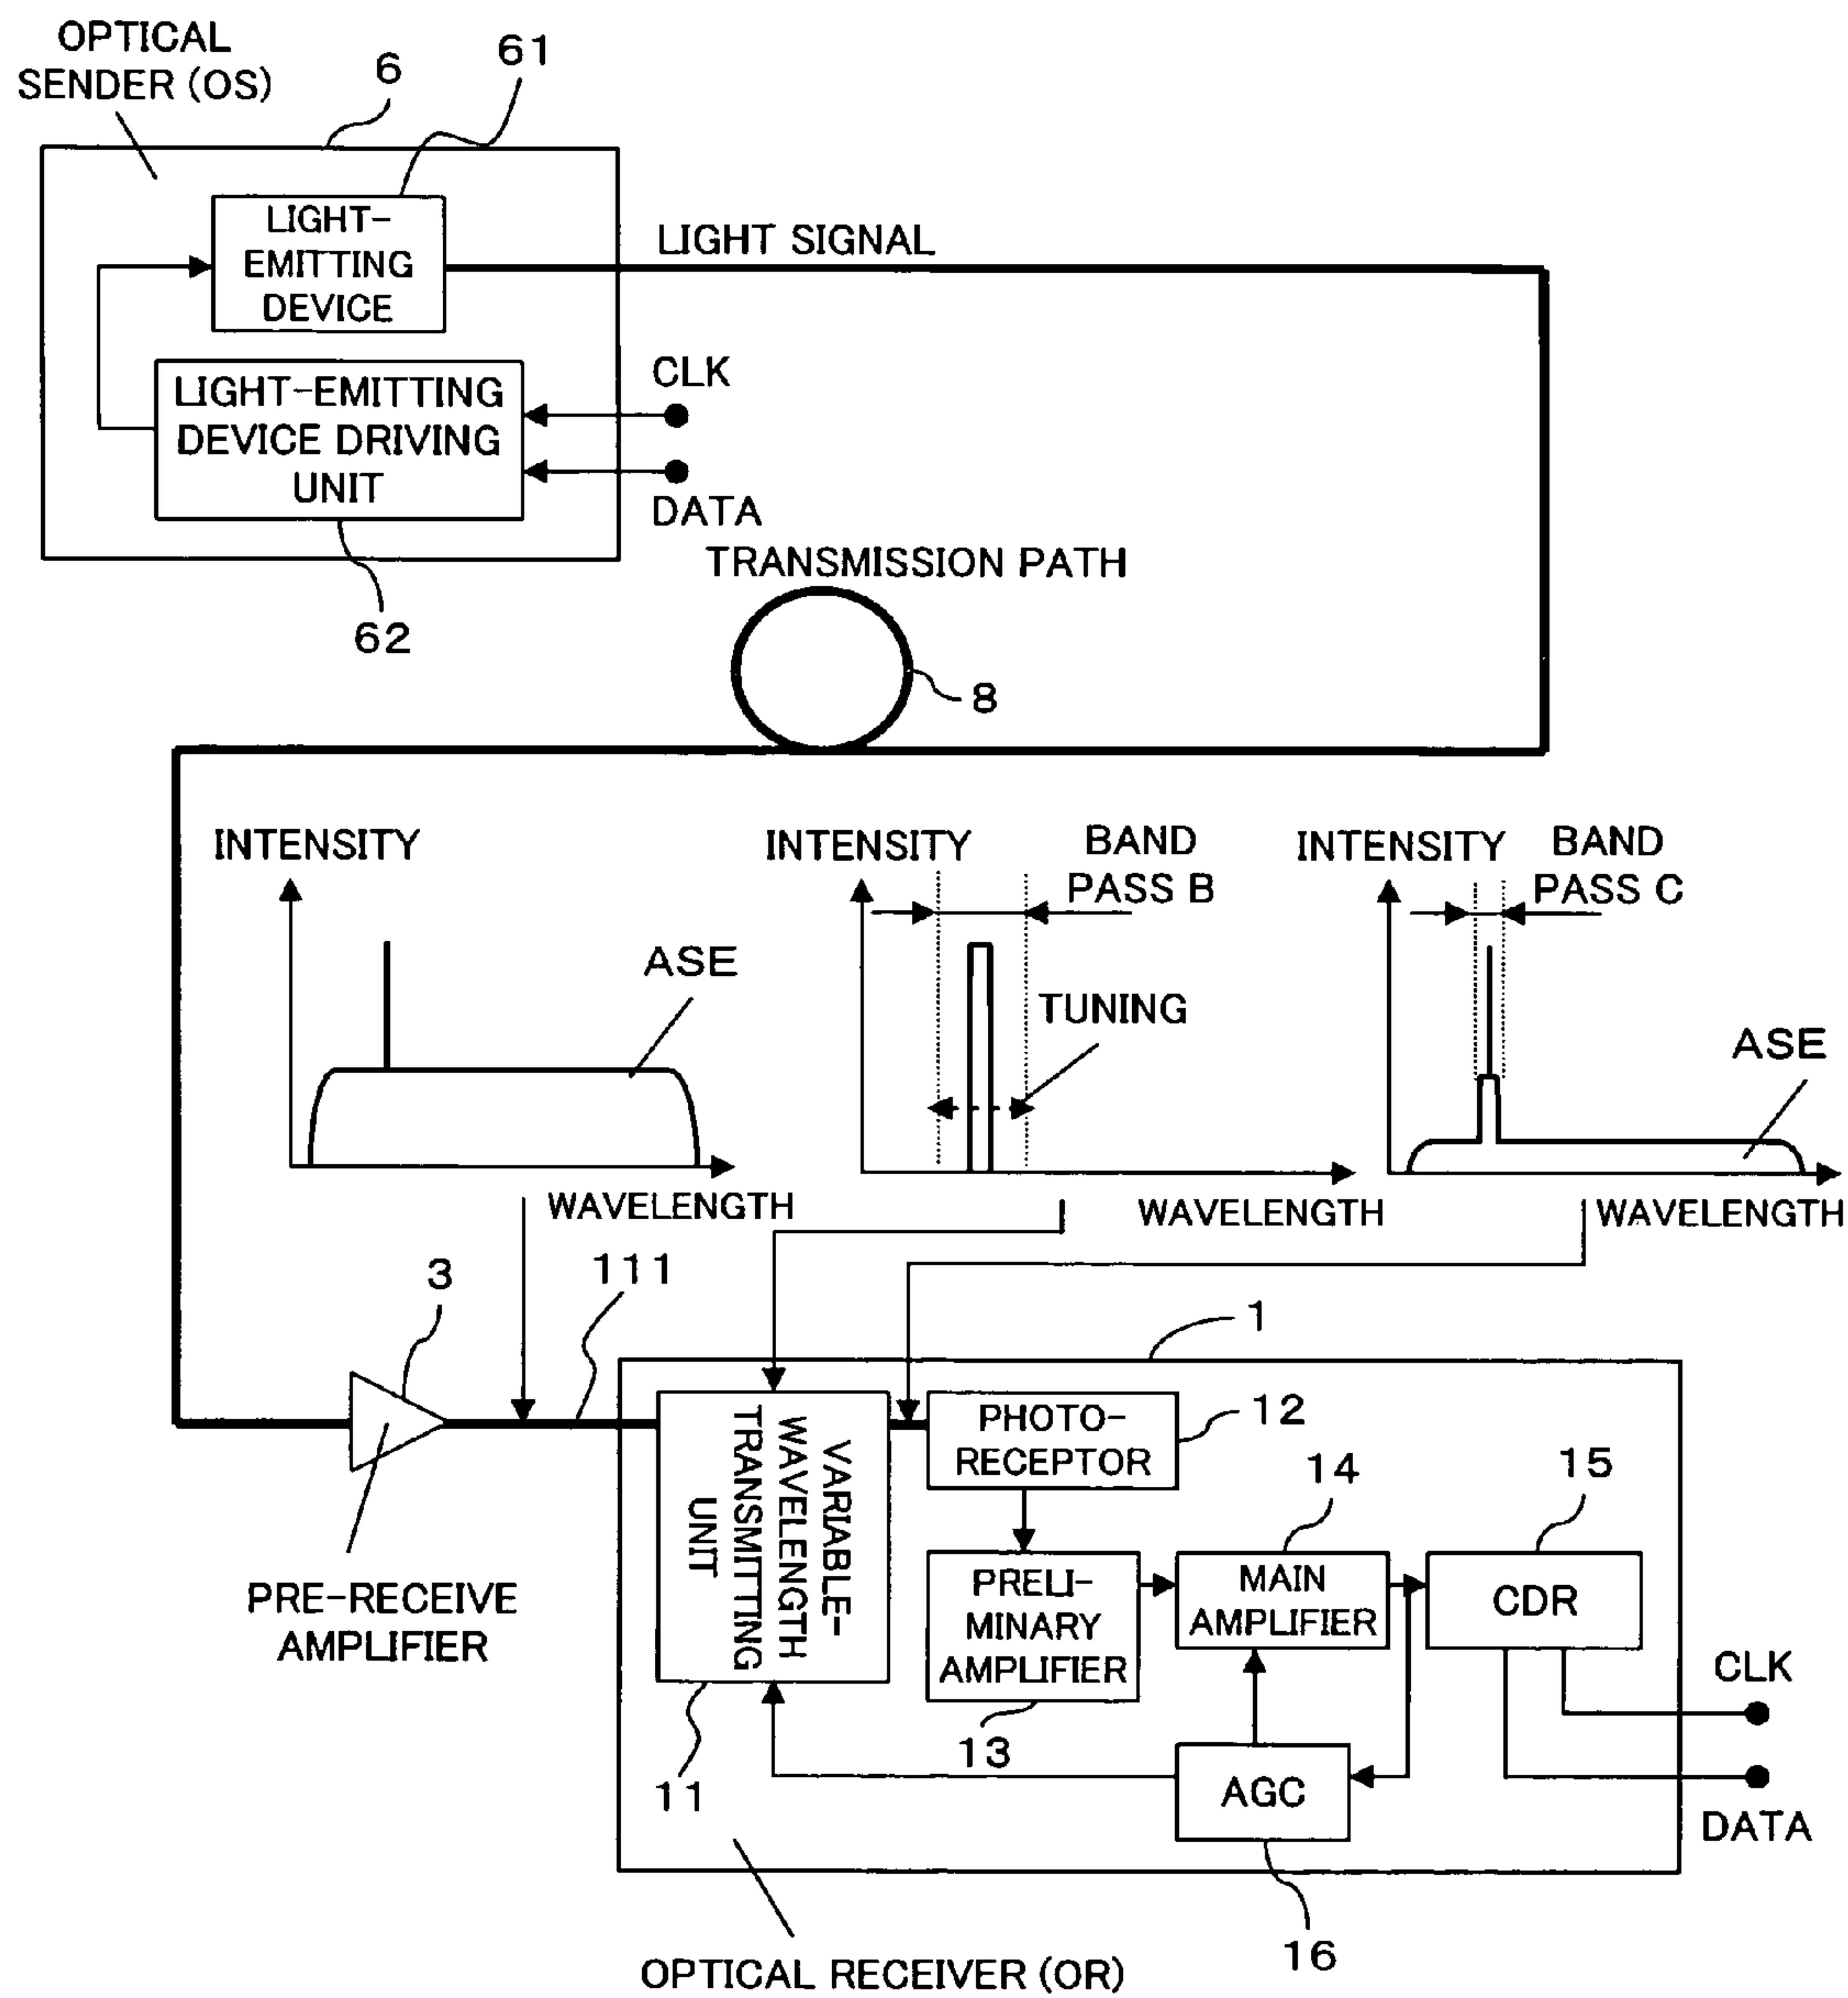 OPTICAL
SENDER (OS)
6
61
LIGHT-
EMITTING
DEVICE
LIGHT SIGNAL
LIGHT-EMITTING
DEVICE DRIVING
UNIT
CLK
DATA
62
TRANSMISSION PATH
8
INTENSITY
ASE
WAVELENGTH
INTENSITY
BAND
PASS B
TUNING
WAVELENGTH
INTENSITY
BAND
PASS C
ASE
WAVELENGTH
3
111
1
PRE-RECEIVE
AMPLIFIER
VARIABLE-
WAVELENGTH
TRANSMITTING
UNIT
11
PHOTO-
RECEPTOR
12
PRELI-
MINARY
AMPLIFIER
13
MAIN
AMPLIFIER
14
CDR
15
AGC
16
CLK
DATA
OPTICAL RECEIVER (OR)